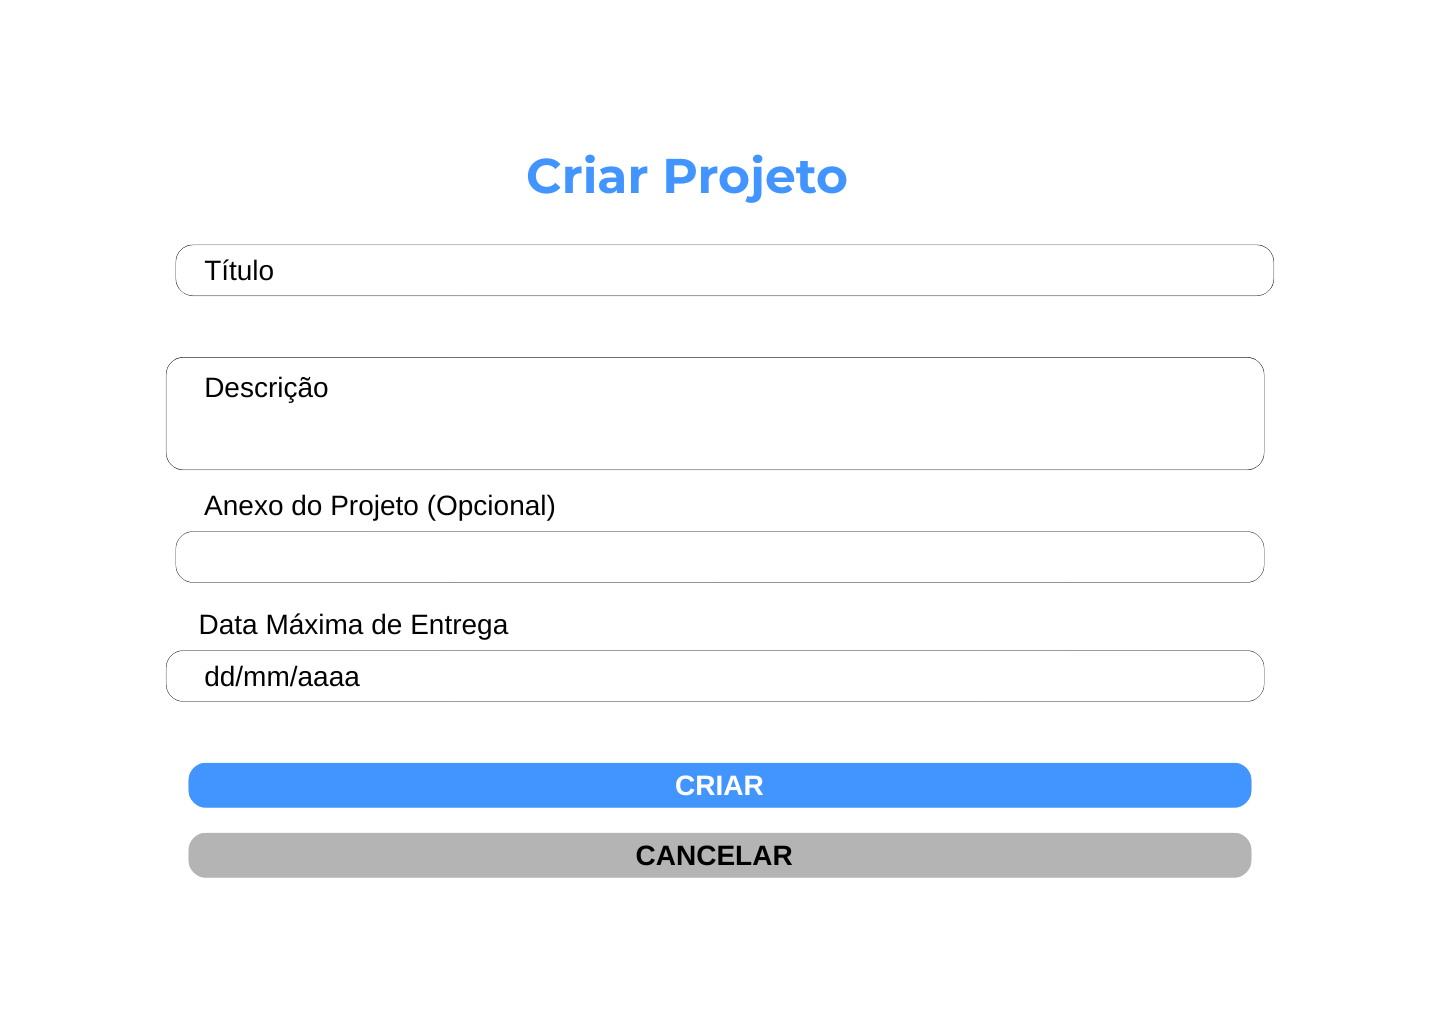 Criar Projeto
Título
Descrição
Anexo do Projeto (Opcional)
Data Máxima de Entrega
dd/mm/aaaa
CRIAR
CANCELAR